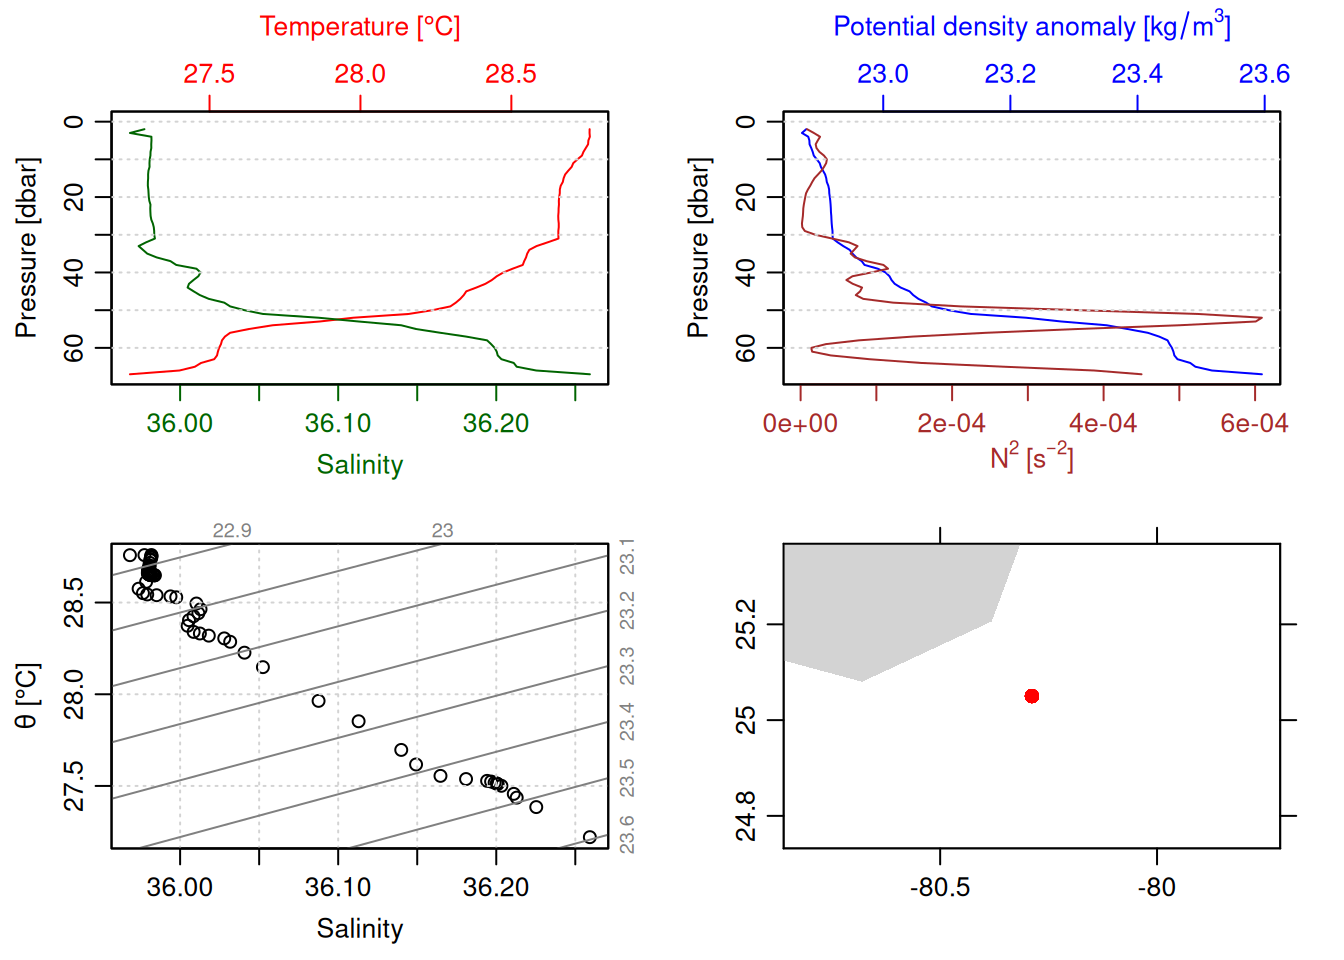 Temperature [°C]
27.5 28.0 28.5
Pressure [dbar]
0 20 40 60
36.00 36.10 36.20
Salinity
Potential density anomaly [kg/m³]
23.0 23.2 23.4 23.6
Pressure [dbar]
0 20 40 60
0e+00 2e-04 4e-04 6e-04
N² [s⁻²]
22.9 23
23.1
23.2
23.3
23.4
23.5
23.6
θ [°C]
28.5
28.0
27.5
36.00 36.10 36.20
Salinity
25.2
25
24.8
-80.5 -80